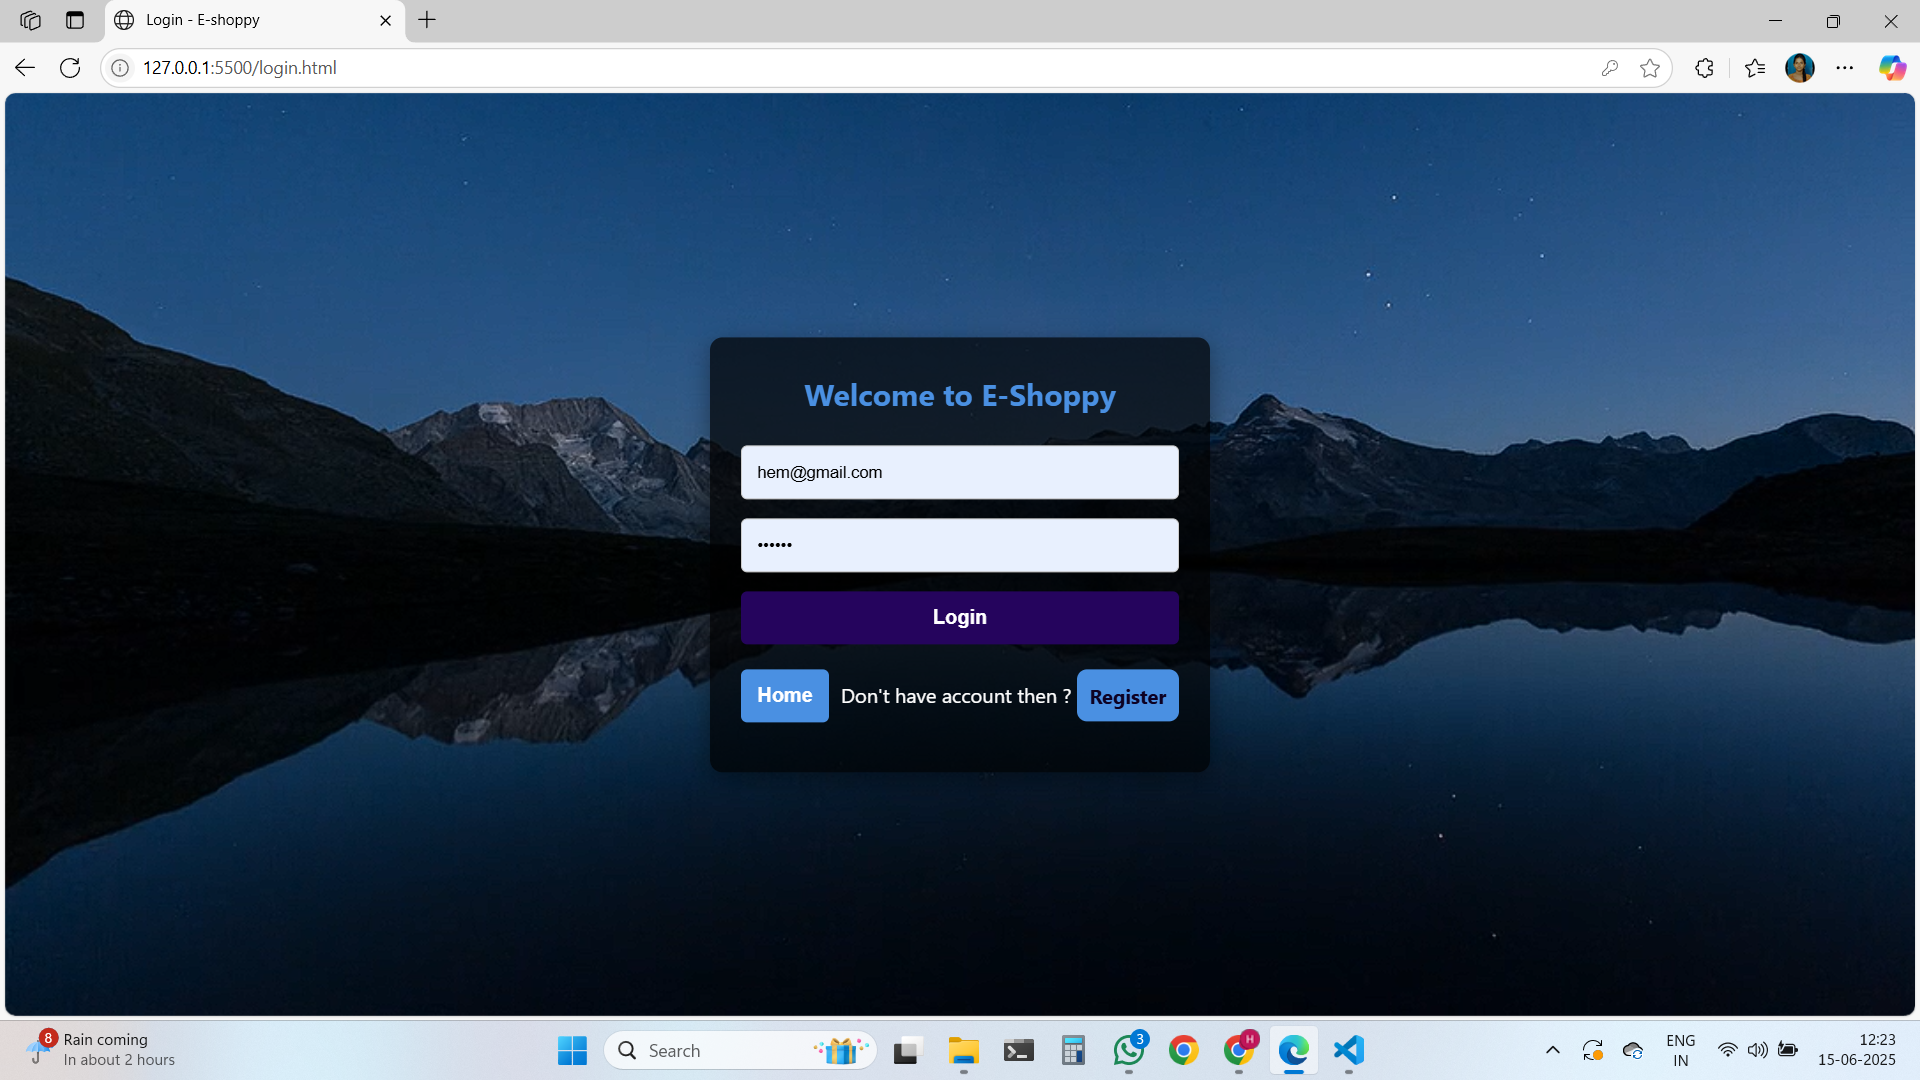 Login - E-shoppy
127.0.0.1:5500/login.html
Welcome to E-Shoppy
hem@gmail.com
••••••
Login
Home Don't have account then ? Register
8
Rain coming
In about 2 hours
Search
3
H
ENG
IN
12:23
15-06-2025